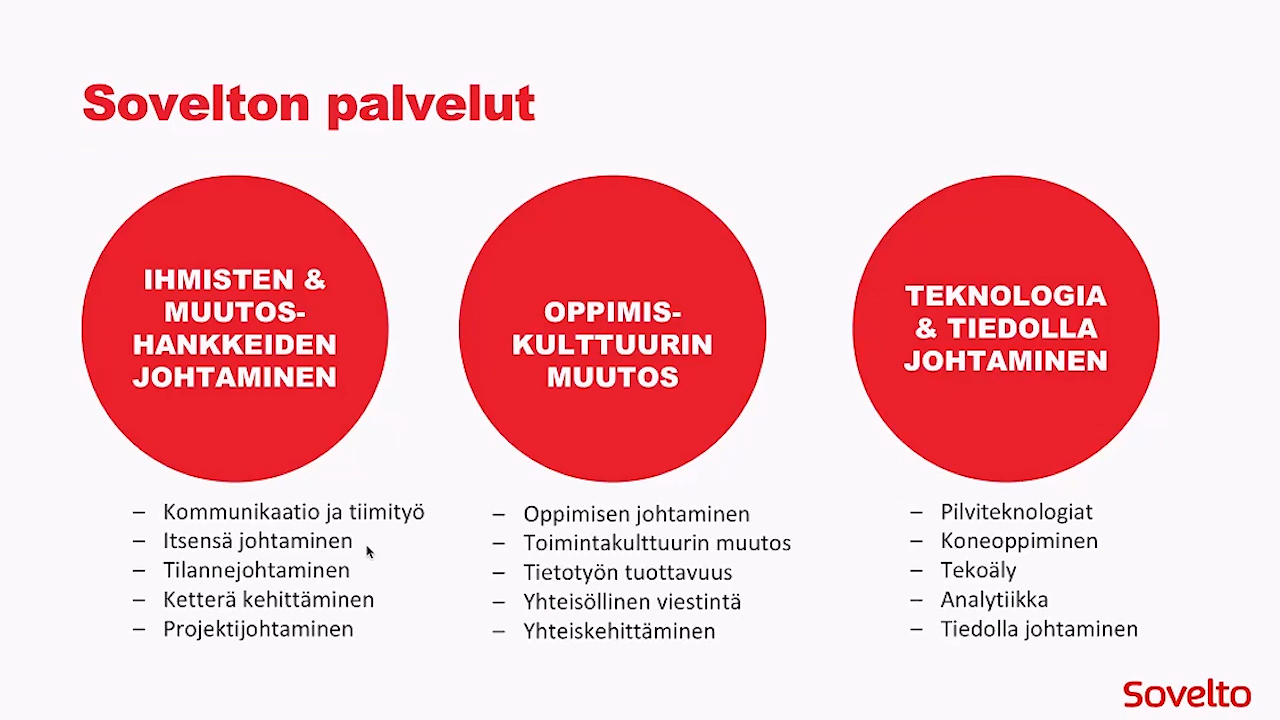 Sovelton palvelut
IHMISTEN &
MUUTOS-
HANKKEIDEN
JOHTAMINEN
– Kommunikaatio ja tiimityö
– Itsensä johtaminen
– Tilannejohtaminen
– Ketterä kehittäminen
– Projektijohtaminen
OPPIMIS-
KULTTUURIN
MUUTOS
– Oppimisen johtaminen
– Toimintakulttuurin muutos
– Tietotyön tuottavuus
– Yhteisöllinen viestintä
– Yhteiskehittäminen
TEKNOLOGIA
& TIEDOLLA
JOHTAMINEN
– Pilviteknologiat
– Koneoppiminen
– Tekoäly
– Analytiikka
– Tiedolla johtaminen
Sovelto